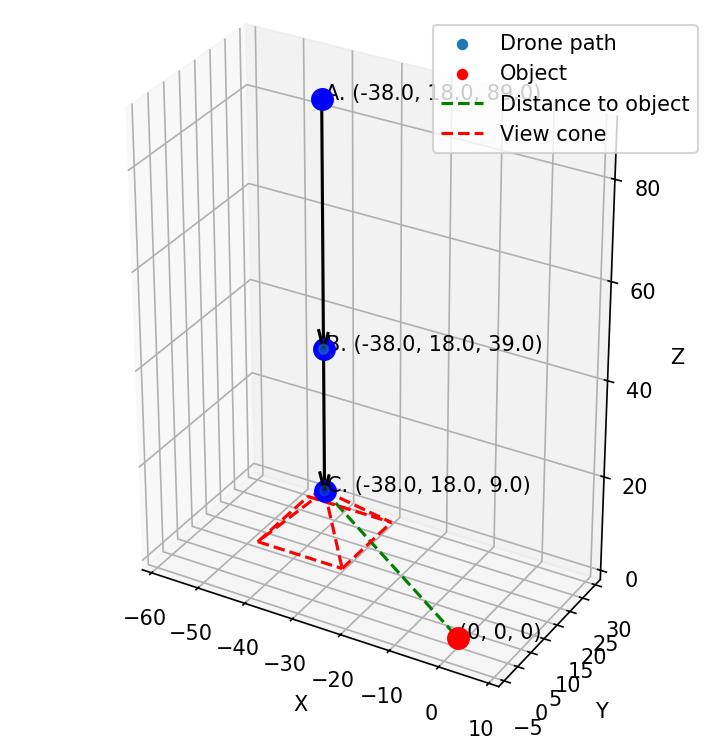 Drone path
Object
Distance to object
View cone
A. (-38.0, 18.0, 89.0)
B. (-38.0, 18.0, 39.0)
C. (-38.0, 18.0, 9.0)
(0, 0, 0)
80
60
40
20
0
Z
−60
−50
−40
−30
−20
−10
0
10
X
−5
0
5
10
15
20
25
30
Y